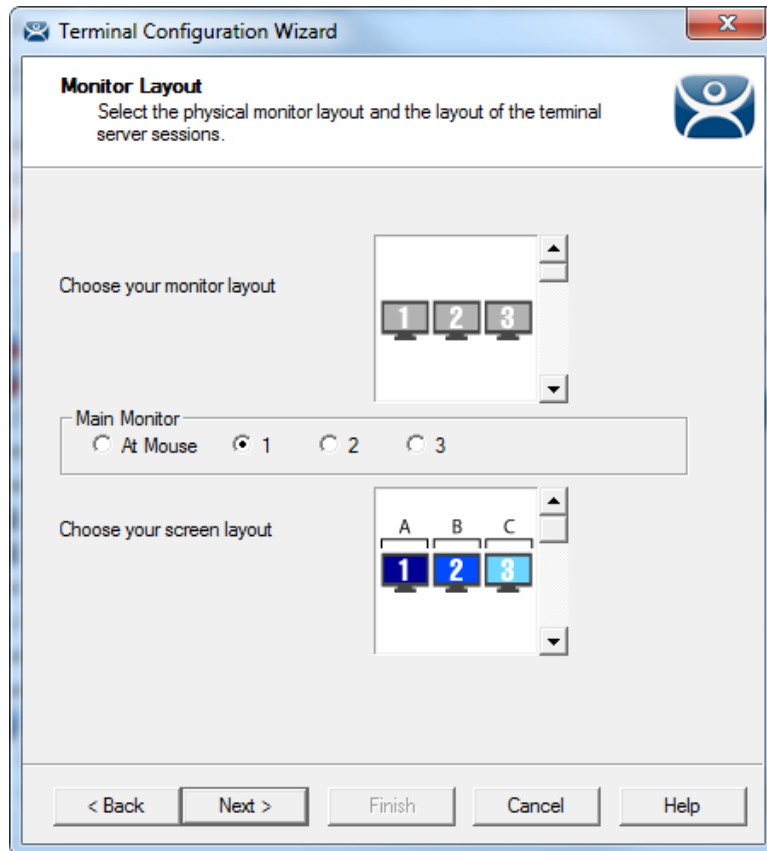 Terminal Configuration Wizard
Monitor Layout
Select the physical monitor layout and the layout of the terminal
server sessions.
Choose your monitor layout
1 2 3
Main Monitor
At Mouse 1 2 3
Choose your screen layout
A B C
1 2 3
< Back Next > Finish Cancel Help